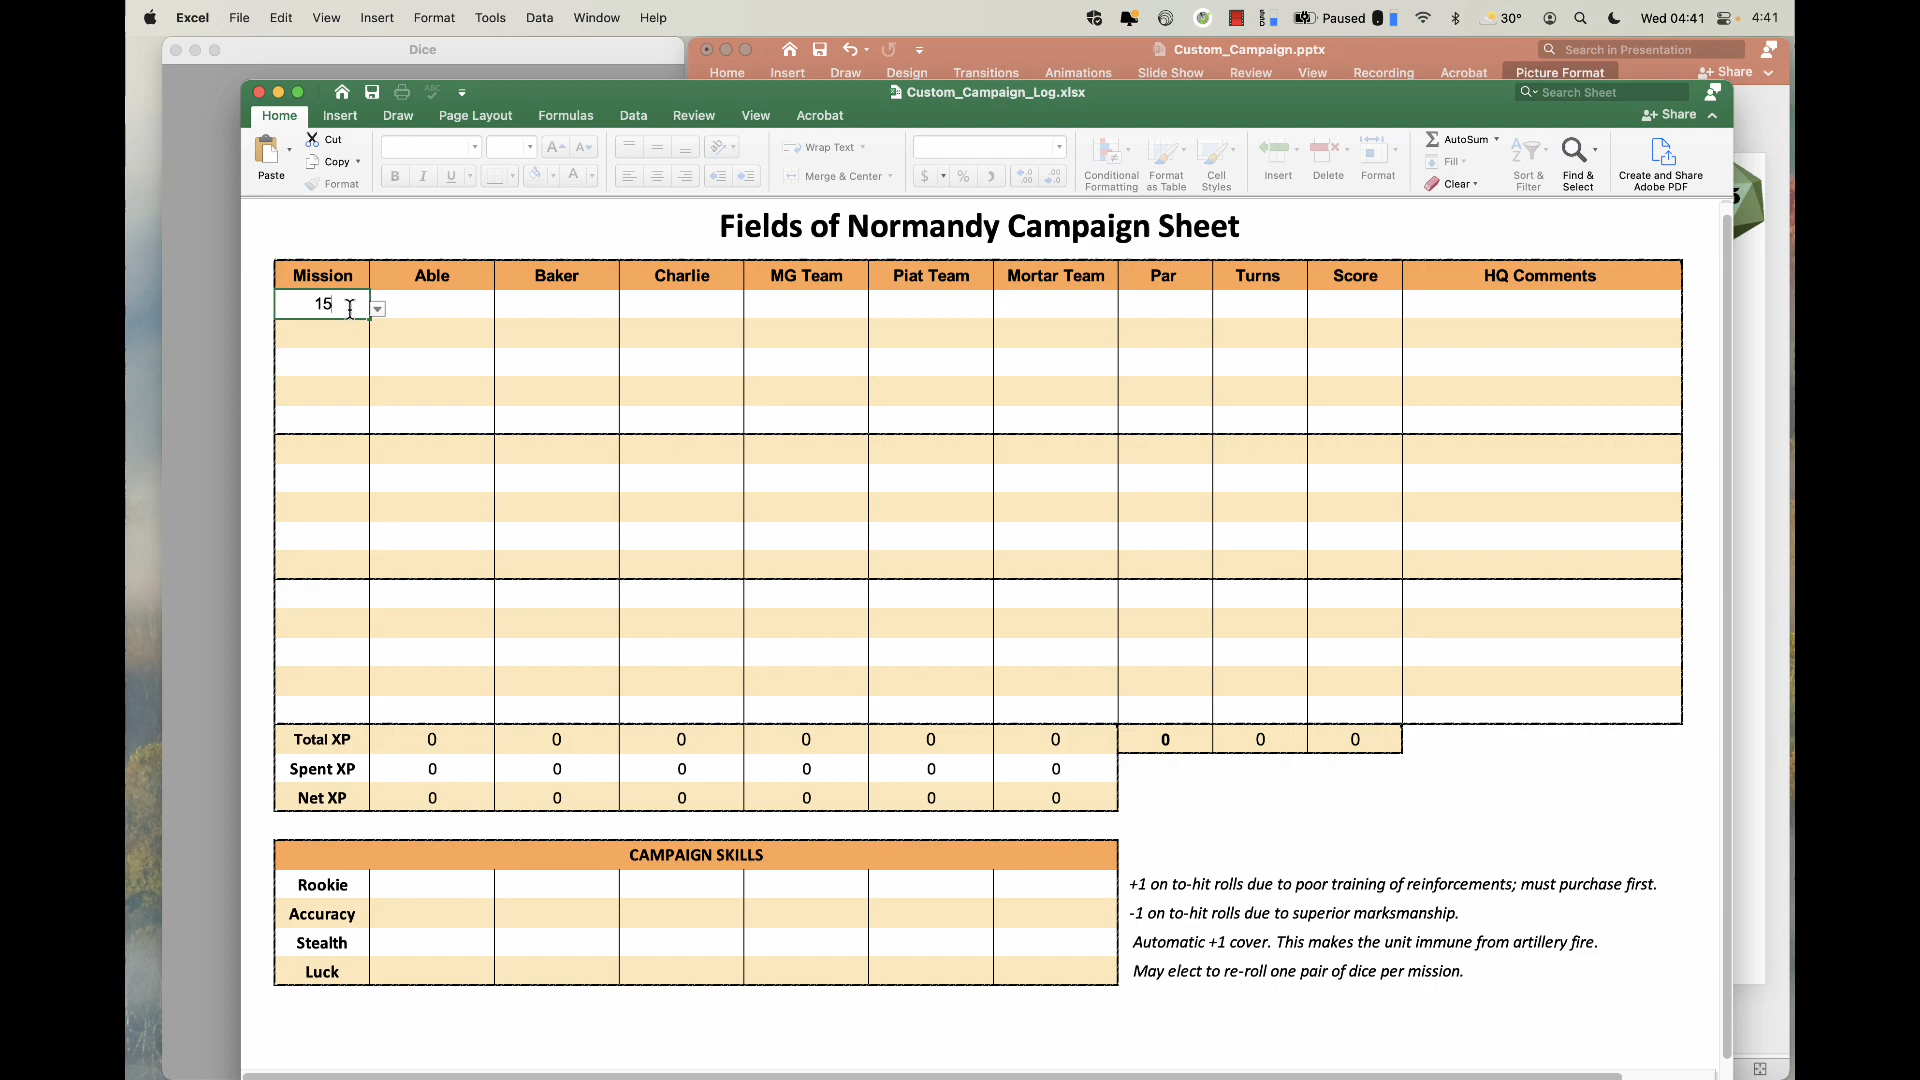 Excel File Edit View Insert Format Tools Data Window Help Paused 30° Wed 04:41 4:41
Dice
Custom_Campaign.pptx Search in Presentation
Home Insert Draw Design Transitions Animations Slide Show Review View Recording Acrobat Picture Format Share
Custom_Campaign_Log.xlsx Search Sheet
Home Insert Draw Page Layout Formulas Data Review View Acrobat Share
Paste Cut Copy Format
Wrap Text Merge & Center
Conditional Formatting Format as Table Cell Styles
Insert Delete Format
AutoSum Fill Clear
Sort & Filter Find & Select Create and Share Adobe PDF
Fields of Normandy Campaign Sheet
Mission Able Baker Charlie MG Team Piat Team Mortar Team Par Turns Score HQ Comments
15
Total XP 0 0 0 0 0 0 0 0 0
Spent XP 0 0 0 0 0 0
Net XP 0 0 0 0 0 0
CAMPAIGN SKILLS
Rookie +1 on to-hit rolls due to poor training of reinforcements; must purchase first.
Accuracy -1 on to-hit rolls due to superior marksmanship.
Stealth Automatic +1 cover. This makes the unit immune from artillery fire.
Luck May elect to re-roll one pair of dice per mission.